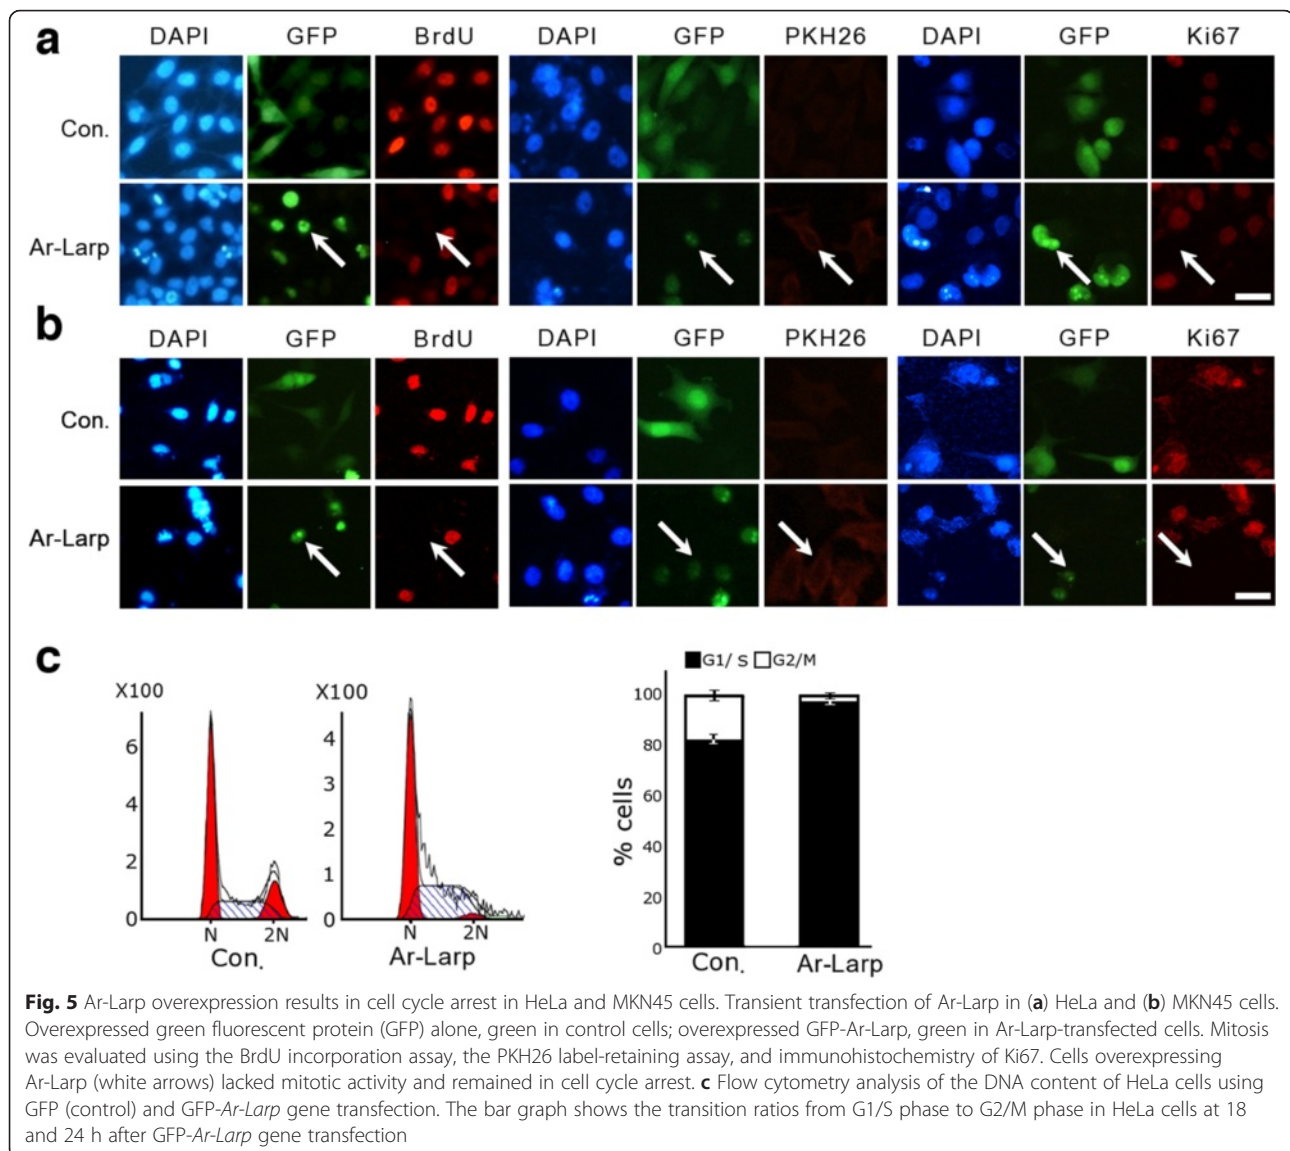 a
DAPI GFP BrdU DAPI GFP PKH26 DAPI GFP Ki67
Con.
Ar-Larp
b
DAPI GFP BrdU DAPI GFP PKH26 DAPI GFP Ki67
Con.
Ar-Larp
c
X100
6
4
2
0
N 2N
Con.
X100
4
3
2
1
0
N 2N
Ar-Larp
G1/ S G2/M
100
80
60
40
20
0
% cells
Con. Ar-Larp
Fig. 5 Ar-Larp overexpression results in cell cycle arrest in HeLa and MKN45 cells. Transient transfection of Ar-Larp in (a) HeLa and (b) MKN45 cells.
Overexpressed green fluorescent protein (GFP) alone, green in control cells; overexpressed GFP-Ar-Larp, green in Ar-Larp-transfected cells. Mitosis
was evaluated using the BrdU incorporation assay, the PKH26 label-retaining assay, and immunohistochemistry of Ki67. Cells overexpressing
Ar-Larp (white arrows) lacked mitotic activity and remained in cell cycle arrest. c Flow cytometry analysis of the DNA content of HeLa cells using
GFP (control) and GFP-Ar-Larp gene transfection. The bar graph shows the transition ratios from G1/S phase to G2/M phase in HeLa cells at 18
and 24 h after GFP-Ar-Larp gene transfection